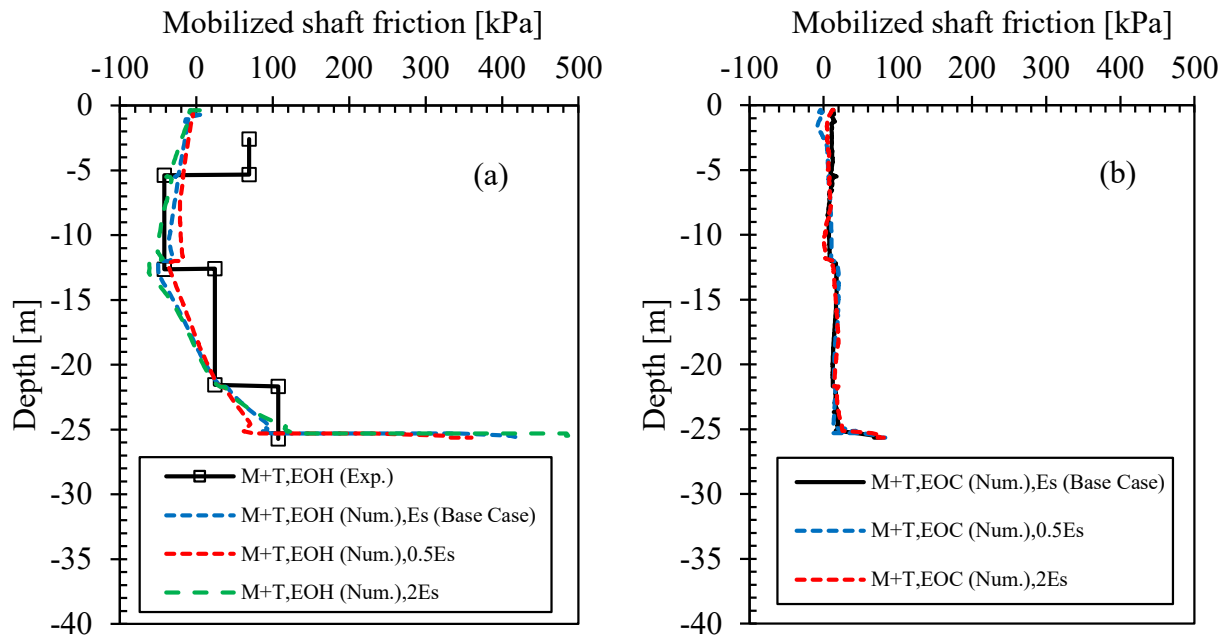 Mobilized shaft friction [kPa]
-100 0 100 200 300 400 500
0
-5
-10
-15
-20
-25
-30
-35
-40
Depth [m]
(a)
M+T,EOH (Exp.)
M+T,EOH (Num.),Es (Base Case)
M+T,EOH (Num.),0.5Es
M+T,EOH (Num.),2Es
Mobilized shaft friction [kPa]
-100 0 100 200 300 400 500
0
-5
-10
-15
-20
-25
-30
-35
-40
Depth [m]
(b)
M+T,EOC (Num.),Es (Base Case)
M+T,EOC (Num.),0.5Es
M+T,EOC (Num.),2Es